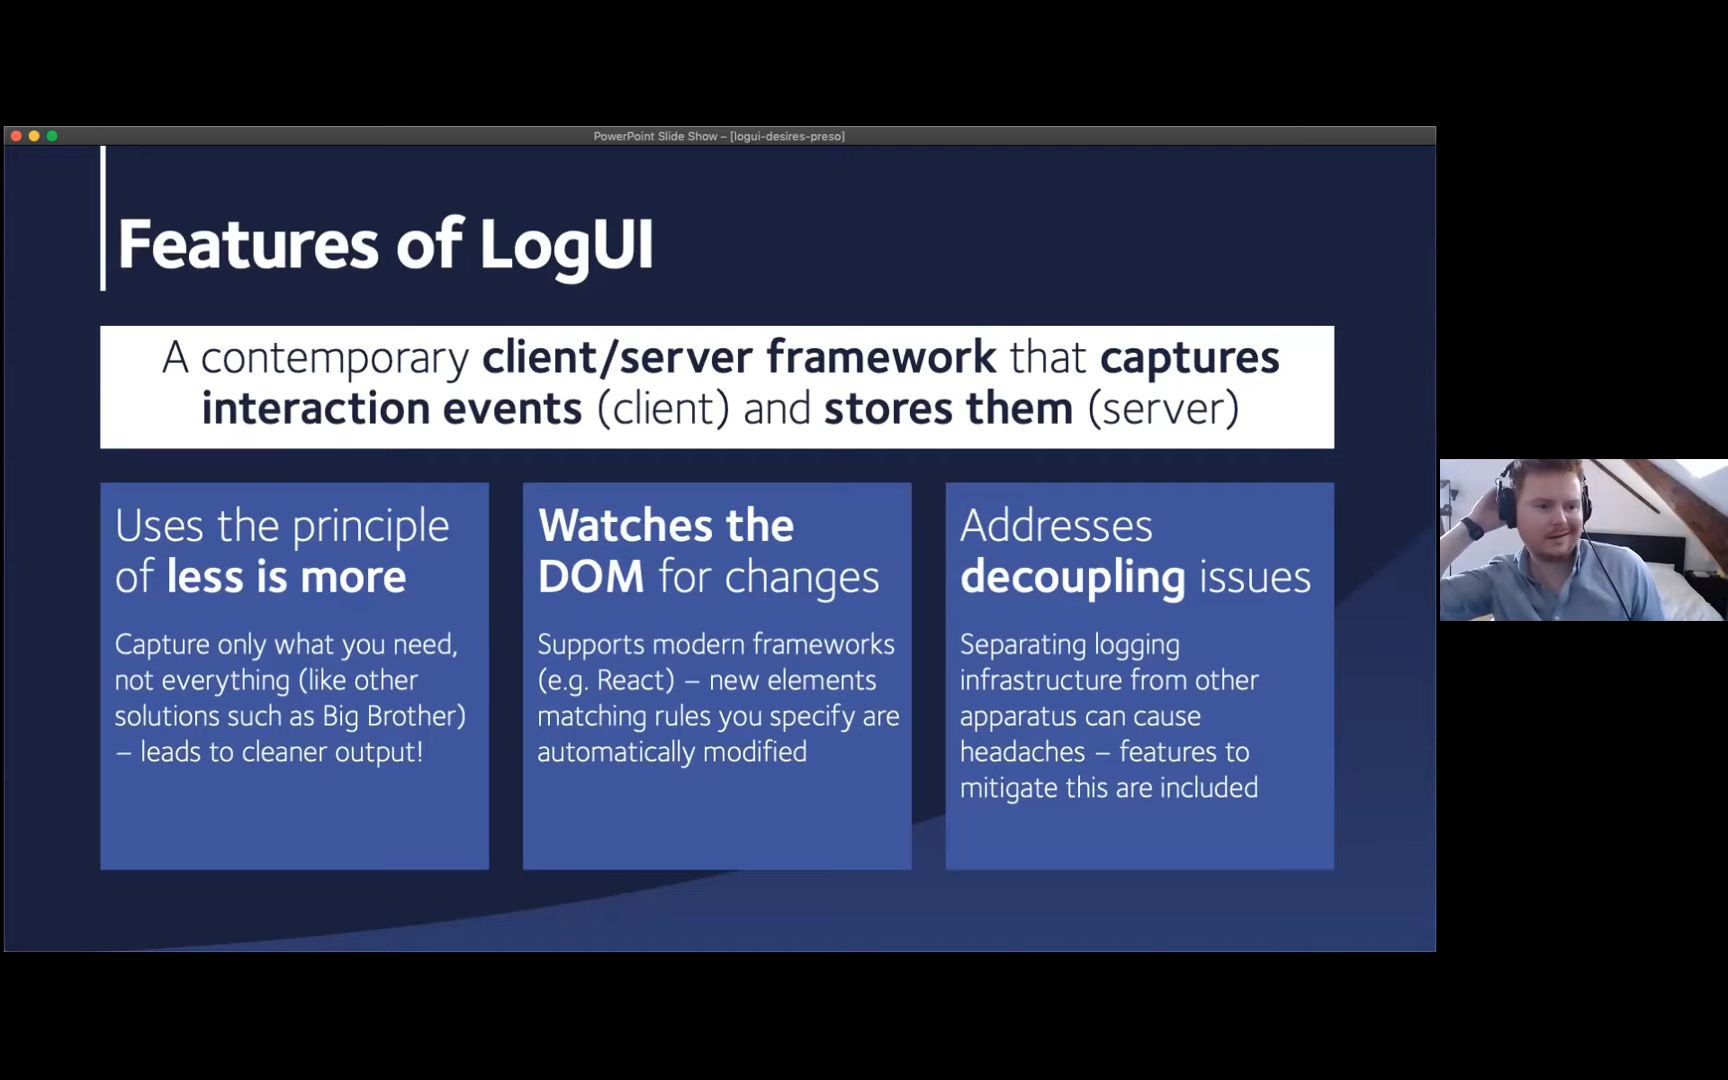 PowerPoint Slide Show – [logui-desires-preso]
Features of LogUI
A contemporary client/server framework that captures
interaction events (client) and stores them (server)
Uses the principle
of less is more
Capture only what you need,
not everything (like other
solutions such as Big Brother)
– leads to cleaner output!
Watches the
DOM for changes
Supports modern frameworks
(e.g. React) – new elements
matching rules you specify are
automatically modified
Addresses
decoupling issues
Separating logging
infrastructure from other
apparatus can cause
headaches – features to
mitigate this are included